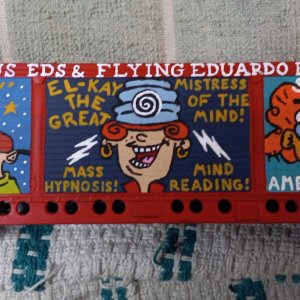 EDS & FLYING EDUARDO
EL-KAY THE GREAT
MISTRESS OF THE MIND!
MASS HYPNOSIS!
MIND READING!